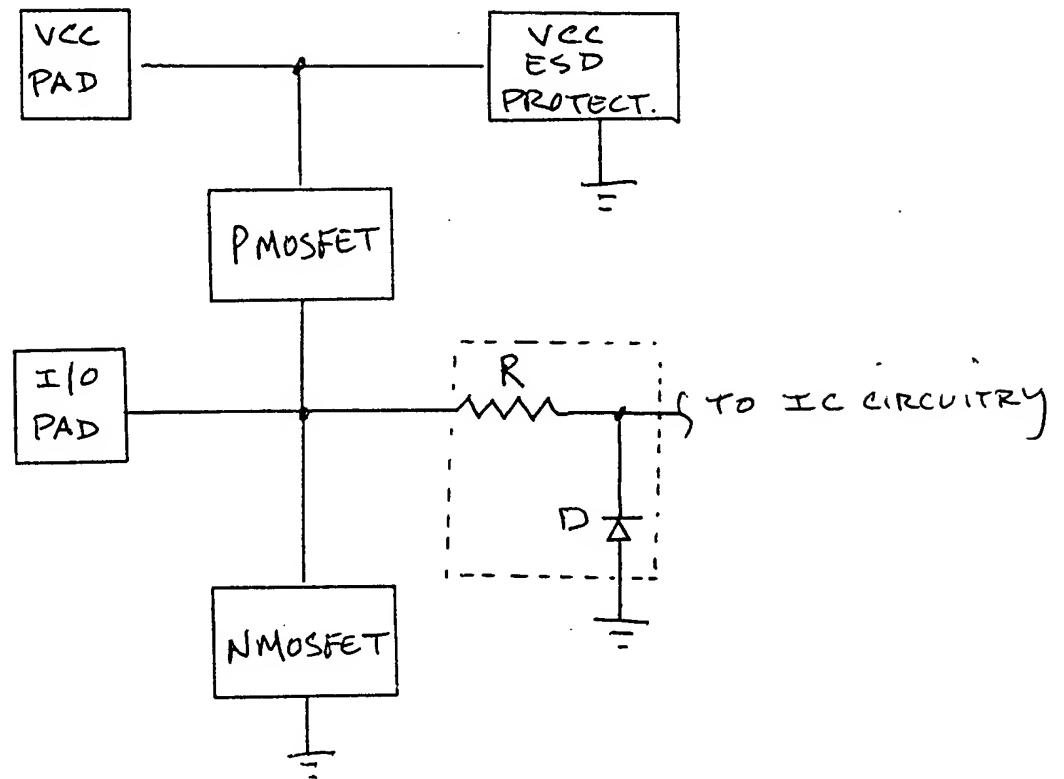 VCC
PAD
VCC
ESD
PROTECT.
PMOSFET
I/O
PAD
R
TO IC CIRCUITRY
D
NMOSFET